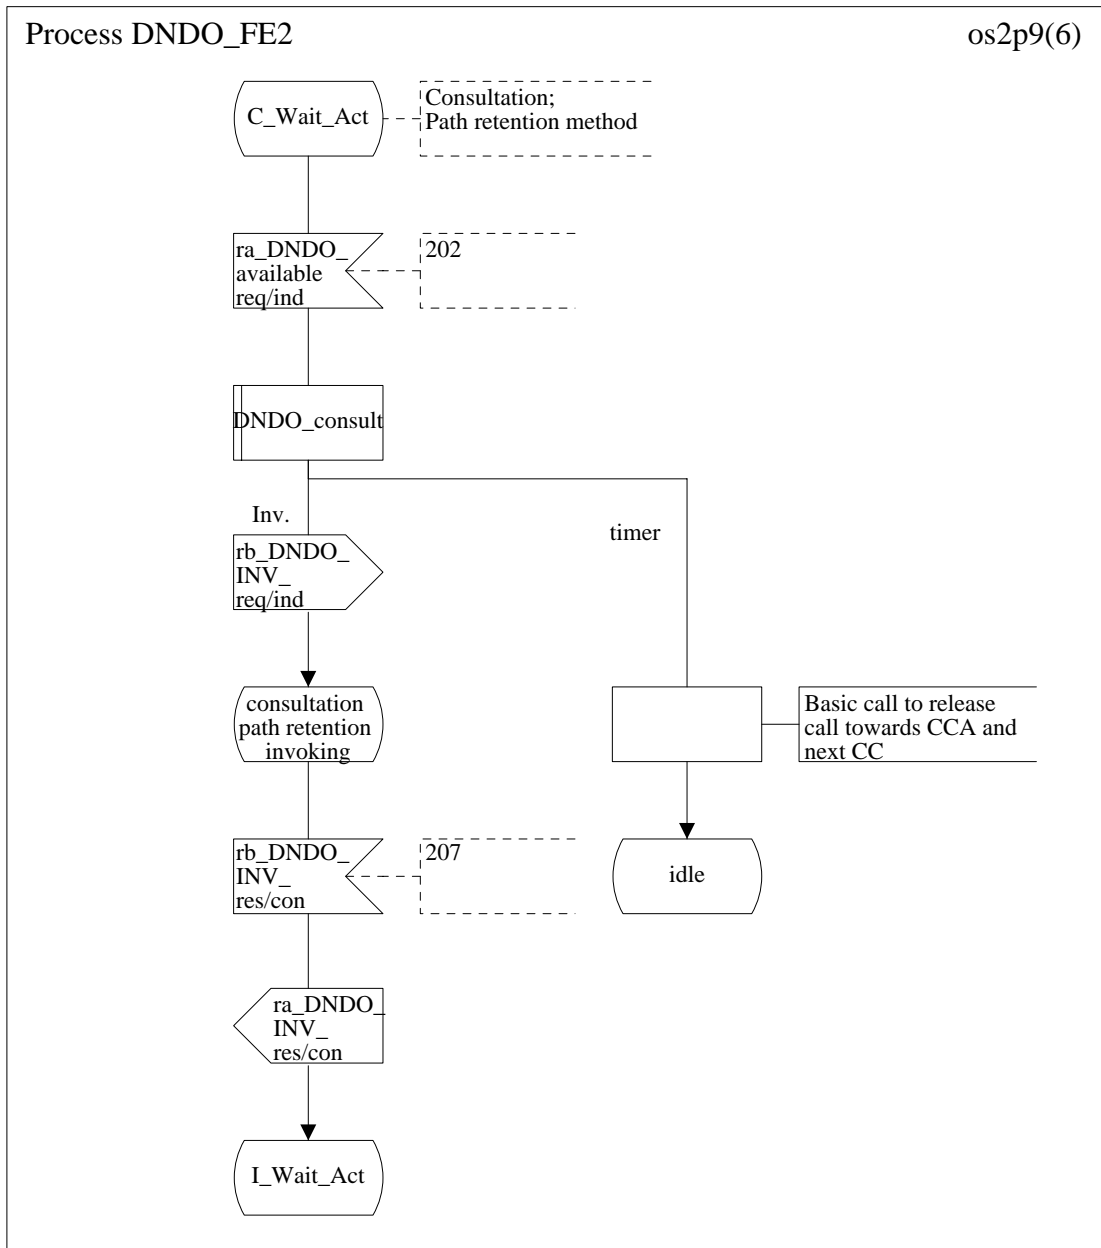 Process DNDO_FE2
os2p9(6)
C_Wait_Act
Consultation;
Path retention method
ra_DNDO_
available
req/ind
202
DNDO_consult
Inv.
timer
rb_DNDO_
INV_
req/ind
consultation
path retention
invoking
Basic call to release
call towards CCA and
next CC
rb_DNDO_
INV_
res/con
207
idle
ra_DNDO_
INV_
res/con
I_Wait_Act